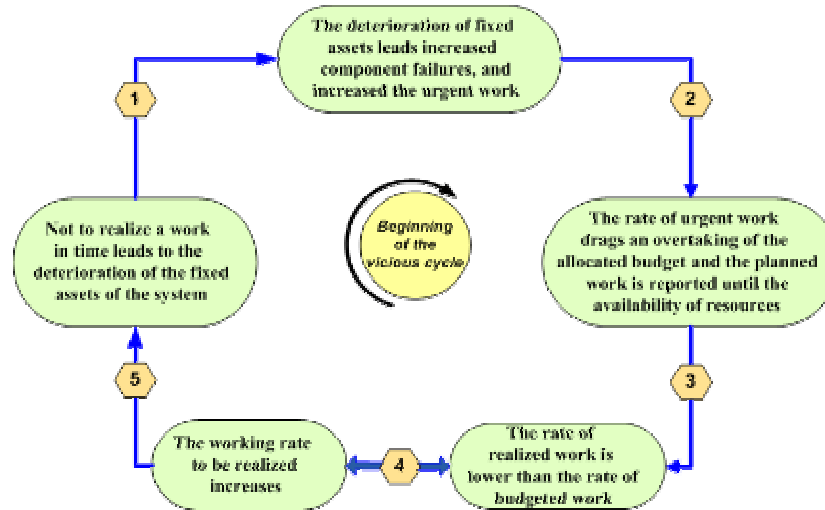 The deterioration of fixed
assets leads increased
component failures, and
increased the urgent work
1
2
Not to realize a work
in time leads to the
deterioration of the fixed
assets of the system
Beginning
of the
vicious cycle
The rate of urgent work
drags an overtaking of the
allocated budget and the planned
work is reported until the
availability of resources
5
3
The working rate
to be realized
increases
4
The rate of
realized work is
lower than the rate of
budgeted work